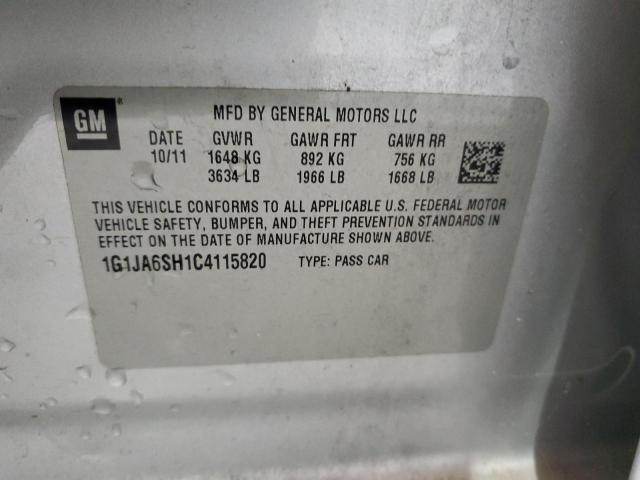 GM ®
MFD BY GENERAL MOTORS LLC
DATE GVWR GAWR FRT GAWR RR
10/11 1648 KG 892 KG 756 KG
3634 LB 1966 LB 1668 LB
THIS VEHICLE CONFORMS TO ALL APPLICABLE U.S. FEDERAL MOTOR
VEHICLE SAFETY, BUMPER, AND THEFT PREVENTION STANDARDS IN
EFFECT ON THE DATE OF MANUFACTURE SHOWN ABOVE.
1G1JA6SH1C4115820 TYPE: PASS CAR